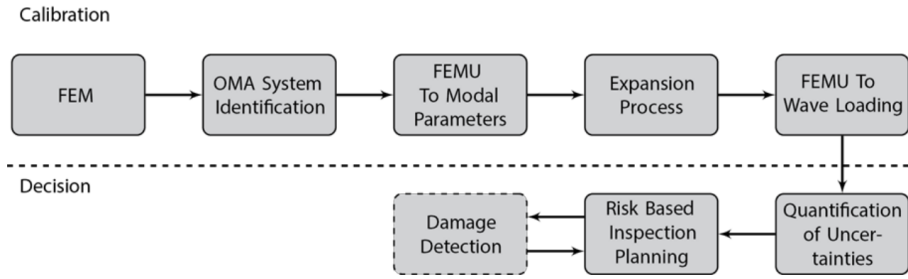 Calibration
FEM
OMA System
Identification
FEMU
To Modal
Parameters
Expansion
Process
FEMU To
Wave Loading
Decision
Damage
Detection
Risk Based
Inspection
Planning
Quantification
of Uncer-
tainties